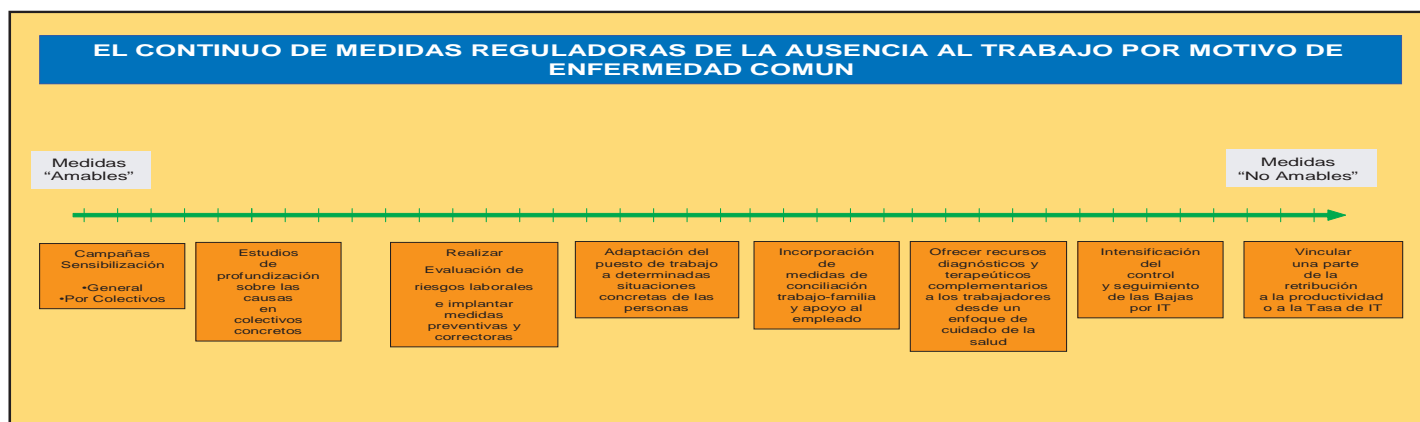 EL CONTINUO DE MEDIDAS REGULADORAS DE LA AUSENCIA AL TRABAJO POR MOTIVO DE
ENFERMEDAD COMUN
Medidas
“Amables”
Medidas
“No Amables”
Campañas
Sensibilización
•General
•Por Colectivos
Estudios
de
profundización
sobre las
causas
en
colectivos
concretos
Realizar
Evaluación de
riesgos laborales
e implantar
medidas
preventivas y
correctoras
Adaptación del
puesto de trabajo
a determinadas
situaciones
concretas de las
personas
Incorporación
de
medidas de
conciliación
trabajo-familia
y apoyo al
empleado
Ofrecer recursos
diagnósticos y
terapeúticos
complementarios
a los trabajadores
desde un
enfoque de
cuidado de la
salud
Intensificación
del
control
y seguimiento
de las Bajas
por IT
Vincular
una parte
de la
retribución
a la productividad
o a la Tasa de IT